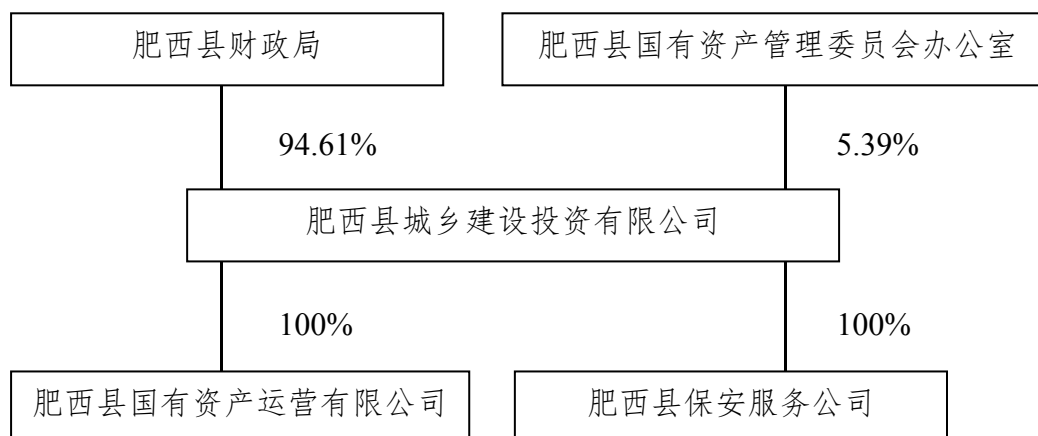 肥西县财政局
肥西县国有资产管理委员会办公室
94.61%
5.39%
肥西县城乡建设投资有限公司
100%
100%
肥西县国有资产运营有限公司
肥西县保安服务公司